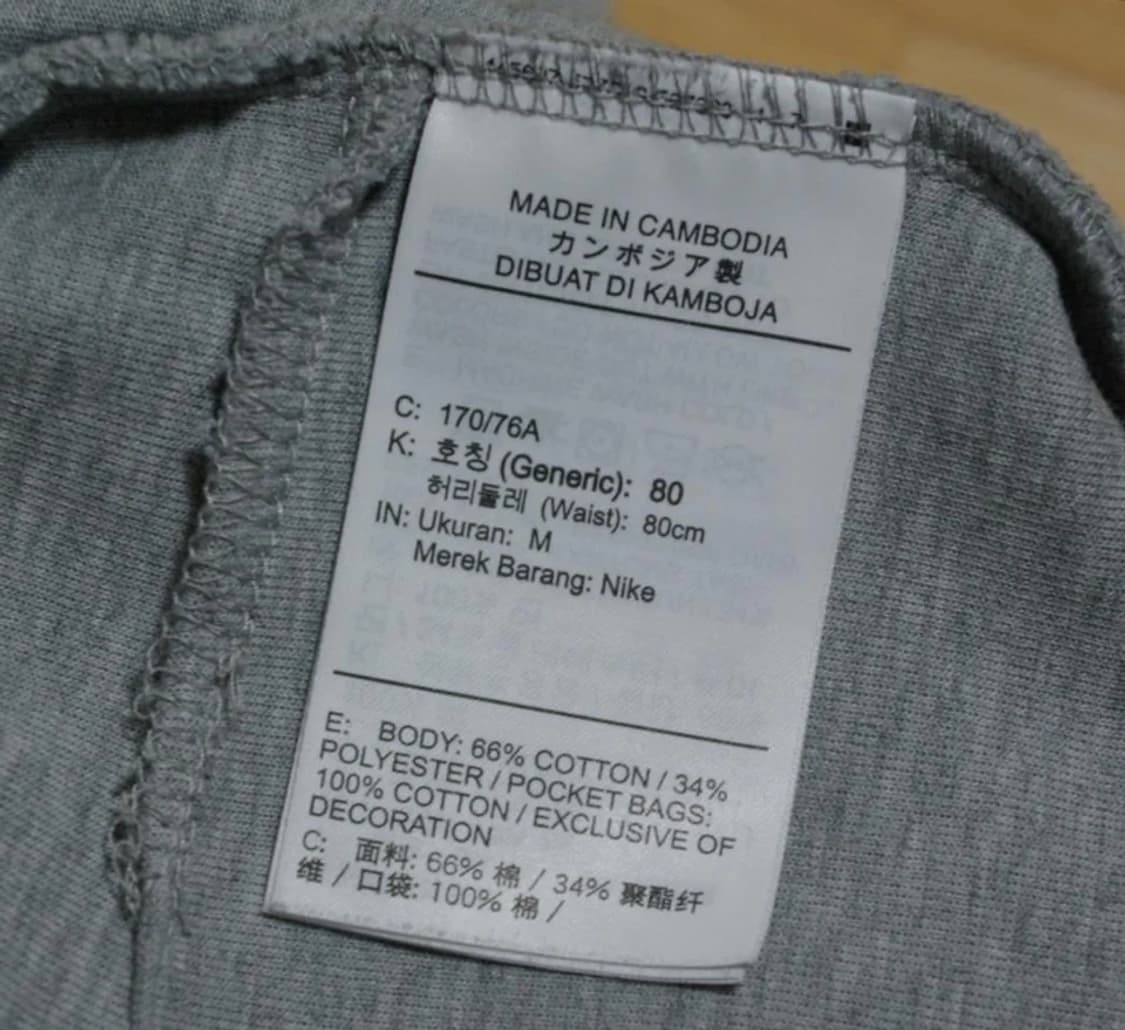 MADE IN CAMBODIA
カンボジア製
DIBUAT DI KAMBOJA
C: 170/76A
K: 호칭 (Generic): 80
허리둘레 (Waist): 80cm
IN: Ukuran: M
Merek Barang: Nike
E: BODY: 66% COTTON / 34%
POLYESTER / POCKET BAGS:
100% COTTON / EXCLUSIVE OF
DECORATION
C: 面料: 66% 棉 / 34% 聚酯纤
维 / 口袋: 100% 棉 /